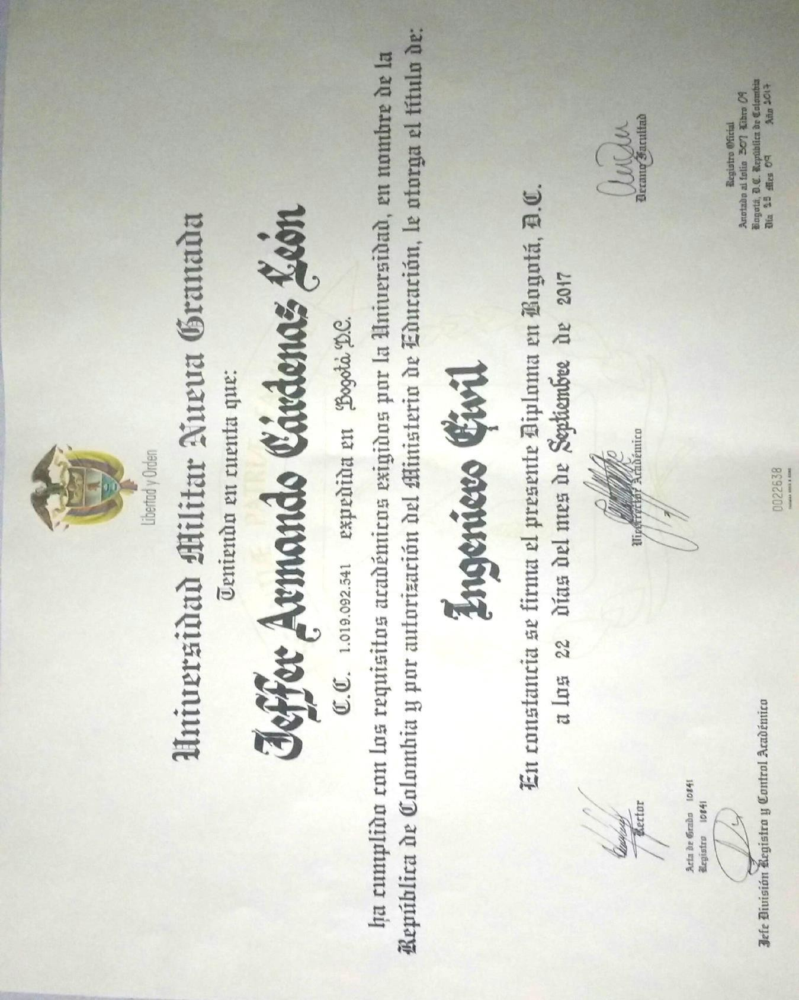 Libertad y Orden
Universidad Militar Nueva Granada
Teniendo en cuenta que:
Jeffer Armando Cárdenas León
C.C. 1.019.092.541 expedida en Bogotá D.C.
ha cumplido con los requisitos académicos exigidos por la Universidad, en nombre de la
República de Colombia y por autorización del Ministerio de Educación, le otorga el título de:
Ingeniero Civil
En constancia se firma el presente Diploma en Bogotá, D.C.
a los 22 días del mes de Septiembre de 2017
Rector
Vicerrector Académico
Decano Facultad
Acta de Grado 10841
Registro 10841
Jefe División Registro y Control Académico
0022638
Registro Oficial
Anotado al folio 307 Libro 09
Bogotá, D.C. República de Colombia
Día 25 Mes 09 Año 2017